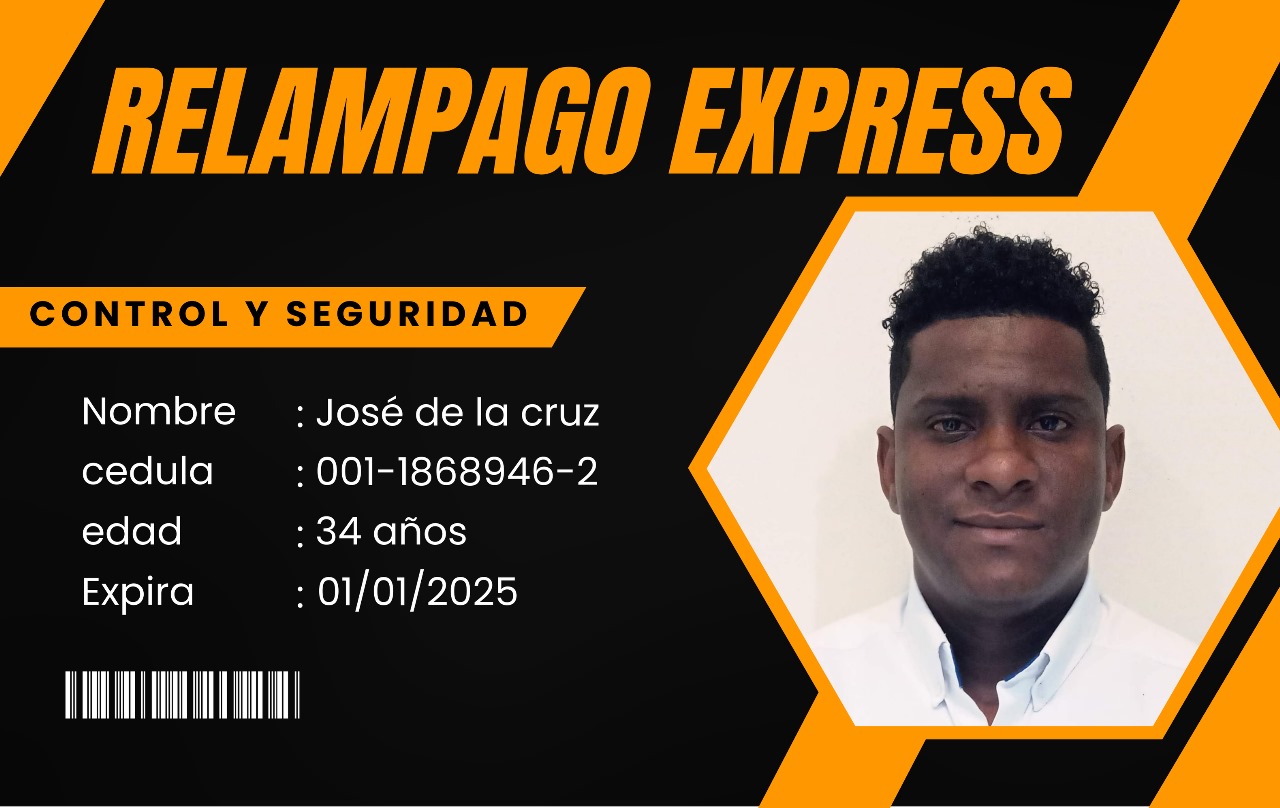 RELAMPAGO EXPRESS
CONTROL Y SEGURIDAD
Nombre : José de la cruz
cedula : 001-1868946-2
edad : 34 años
Expira : 01/01/2025